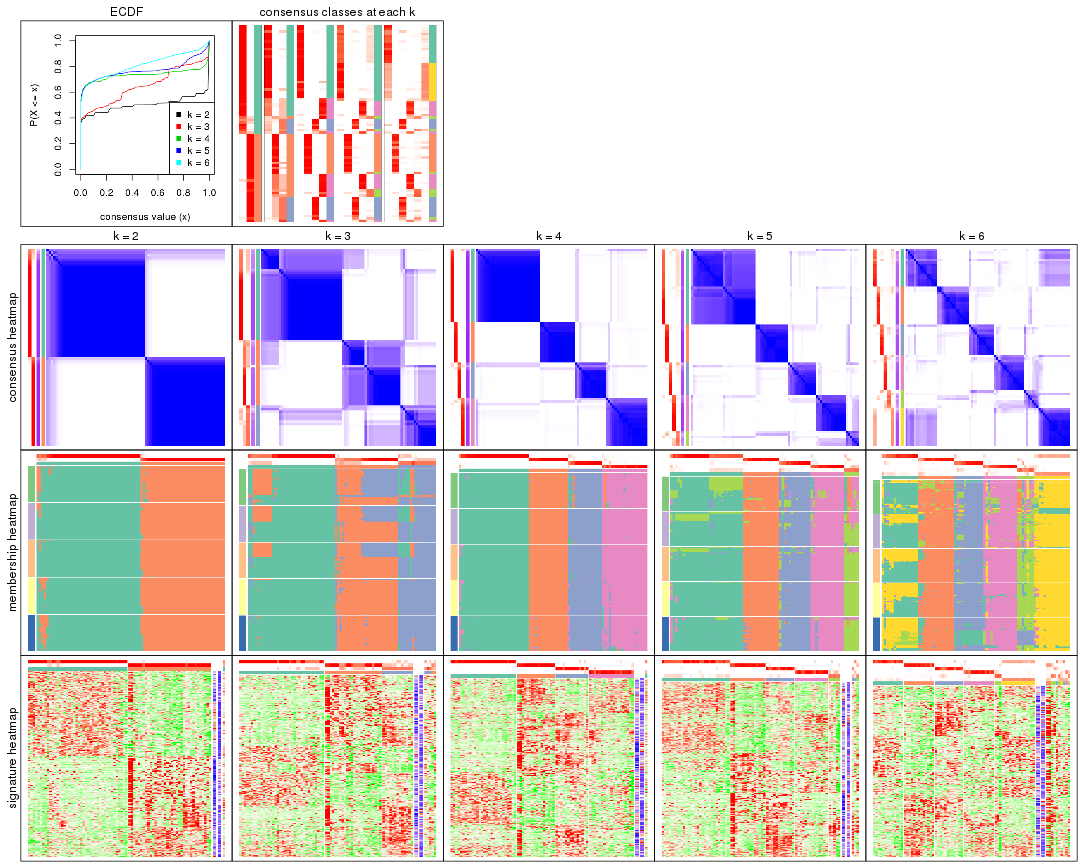 ECDF
consensus classes at each k
P(X <= x)
0.0 0.2 0.4 0.6 0.8 1.0
k = 2
k = 3
k = 4
k = 5
k = 6
0.0 0.2 0.4 0.6 0.8 1.0
consensus value (x)
k = 2 k = 3 k = 4 k = 5 k = 6
consensus heatmap
membership heatmap
signature heatmap